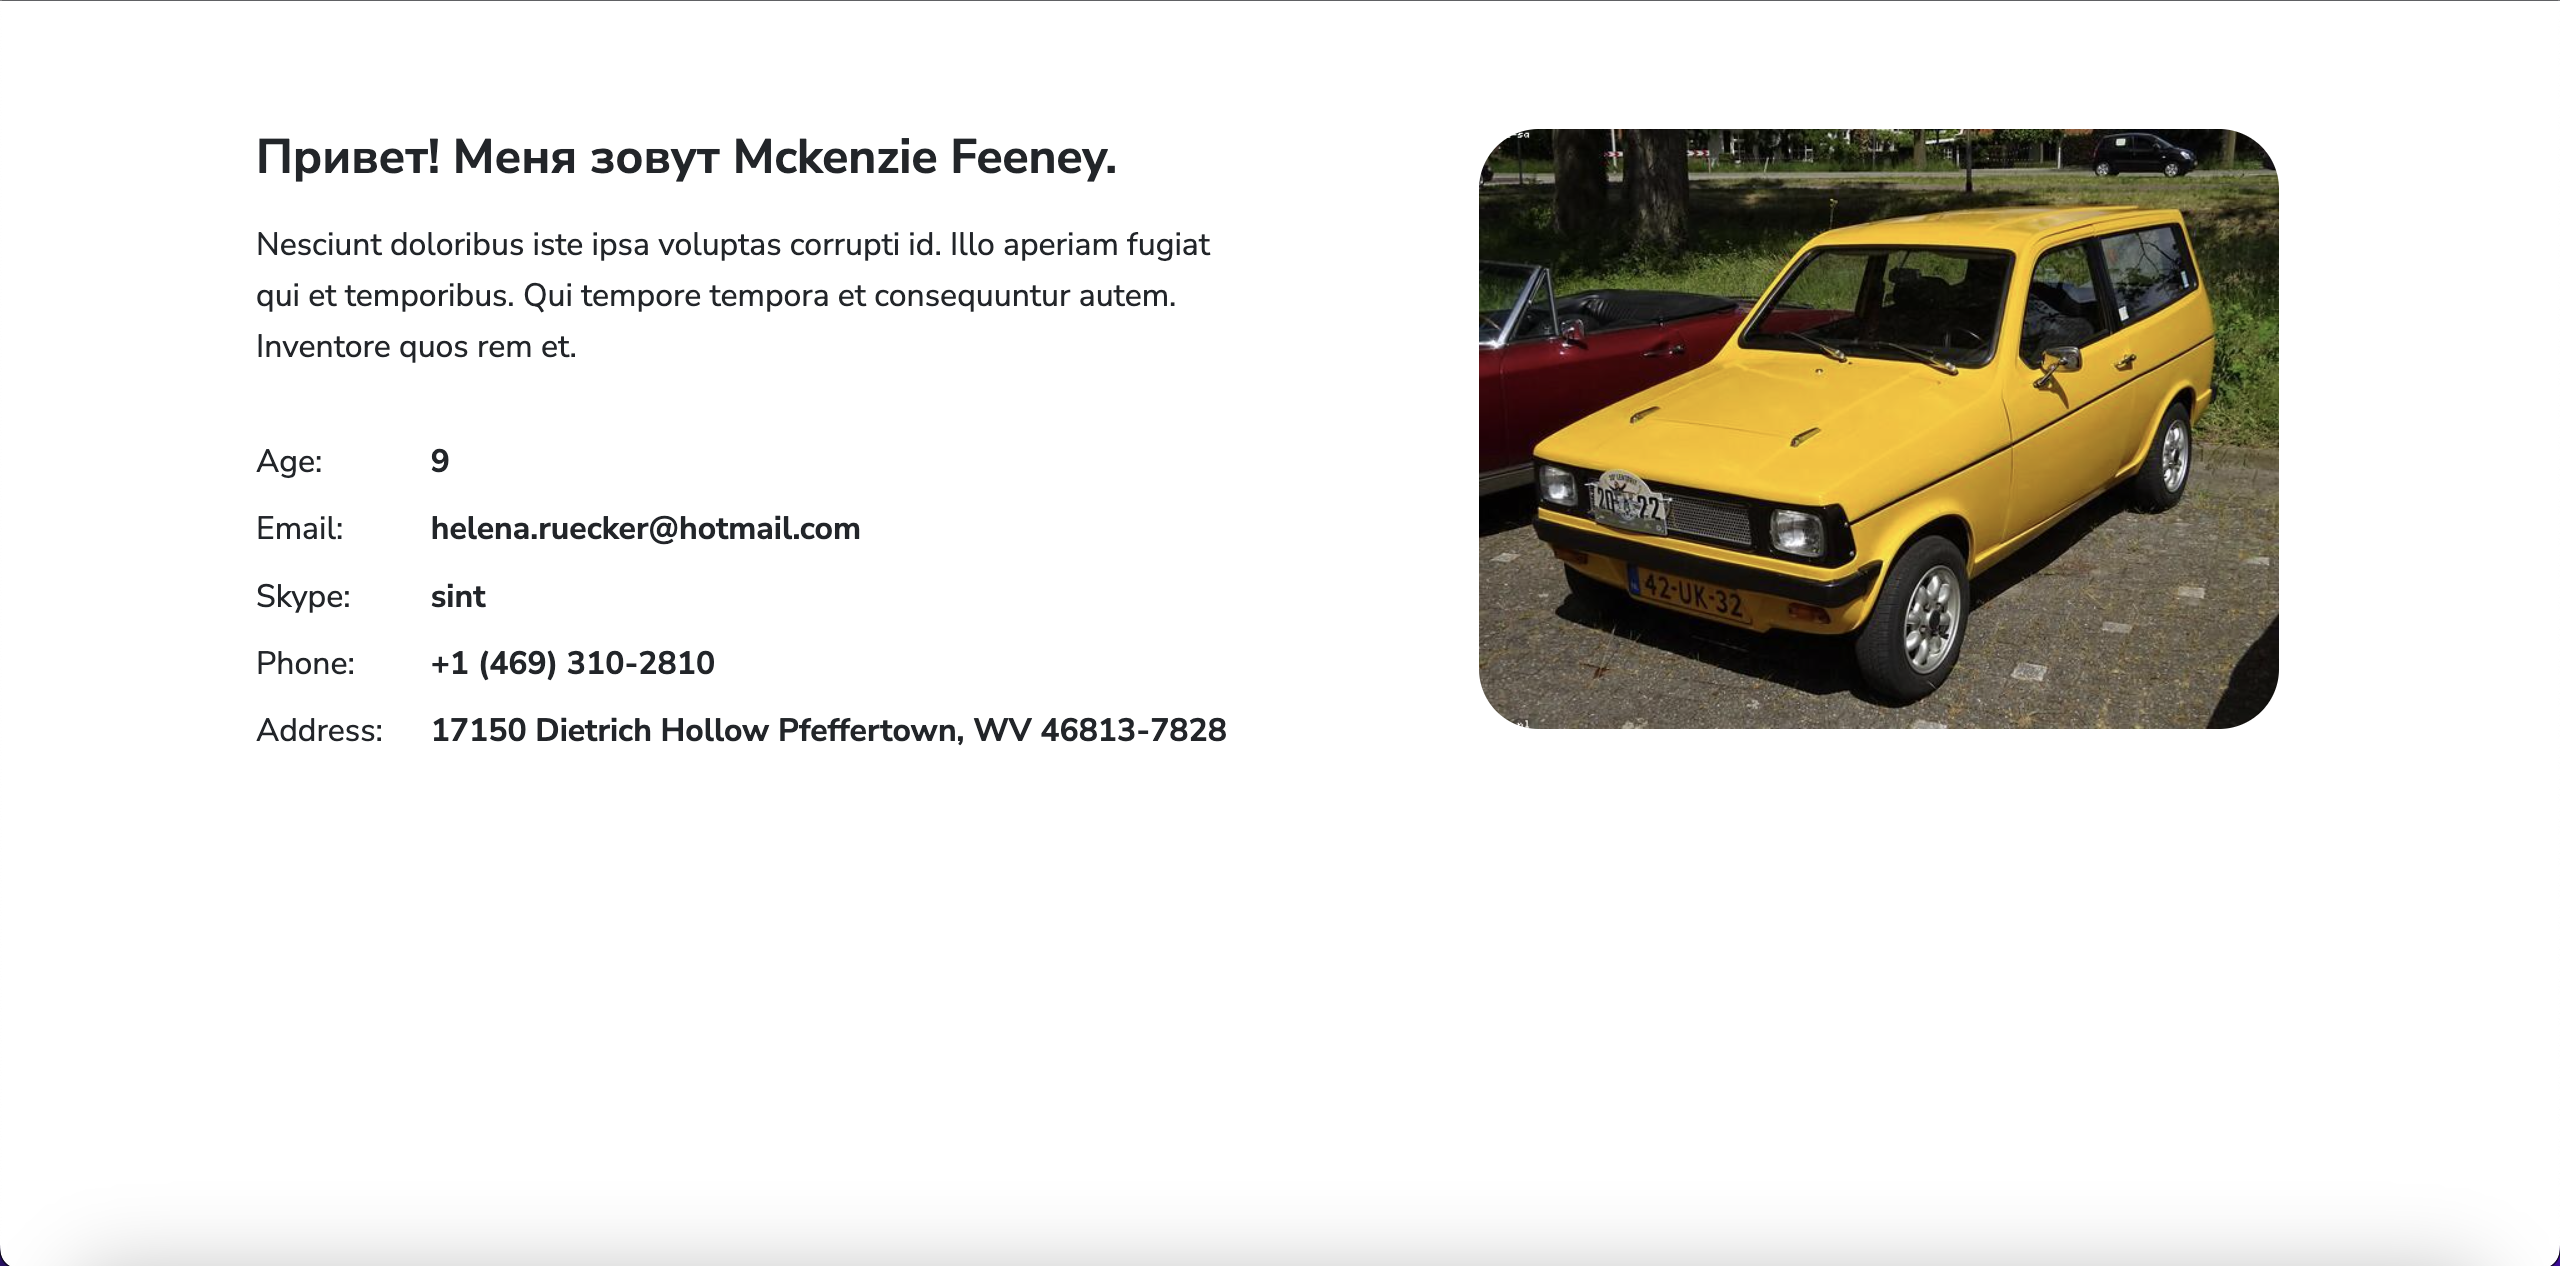 Привет! Меня зовут Mckenzie Feeney.
Nesciunt doloribus iste ipsa voluptas corrupti id. Illo aperiam fugiat
qui et temporibus. Qui tempore tempora et consequuntur autem.
Inventore quos rem et.
Age: 9
Email: helena.ruecker@hotmail.com
Skype: sint
Phone: +1 (469) 310-2810
Address: 17150 Dietrich Hollow Pfeffertown, WV 46813-7828
42-UK-32